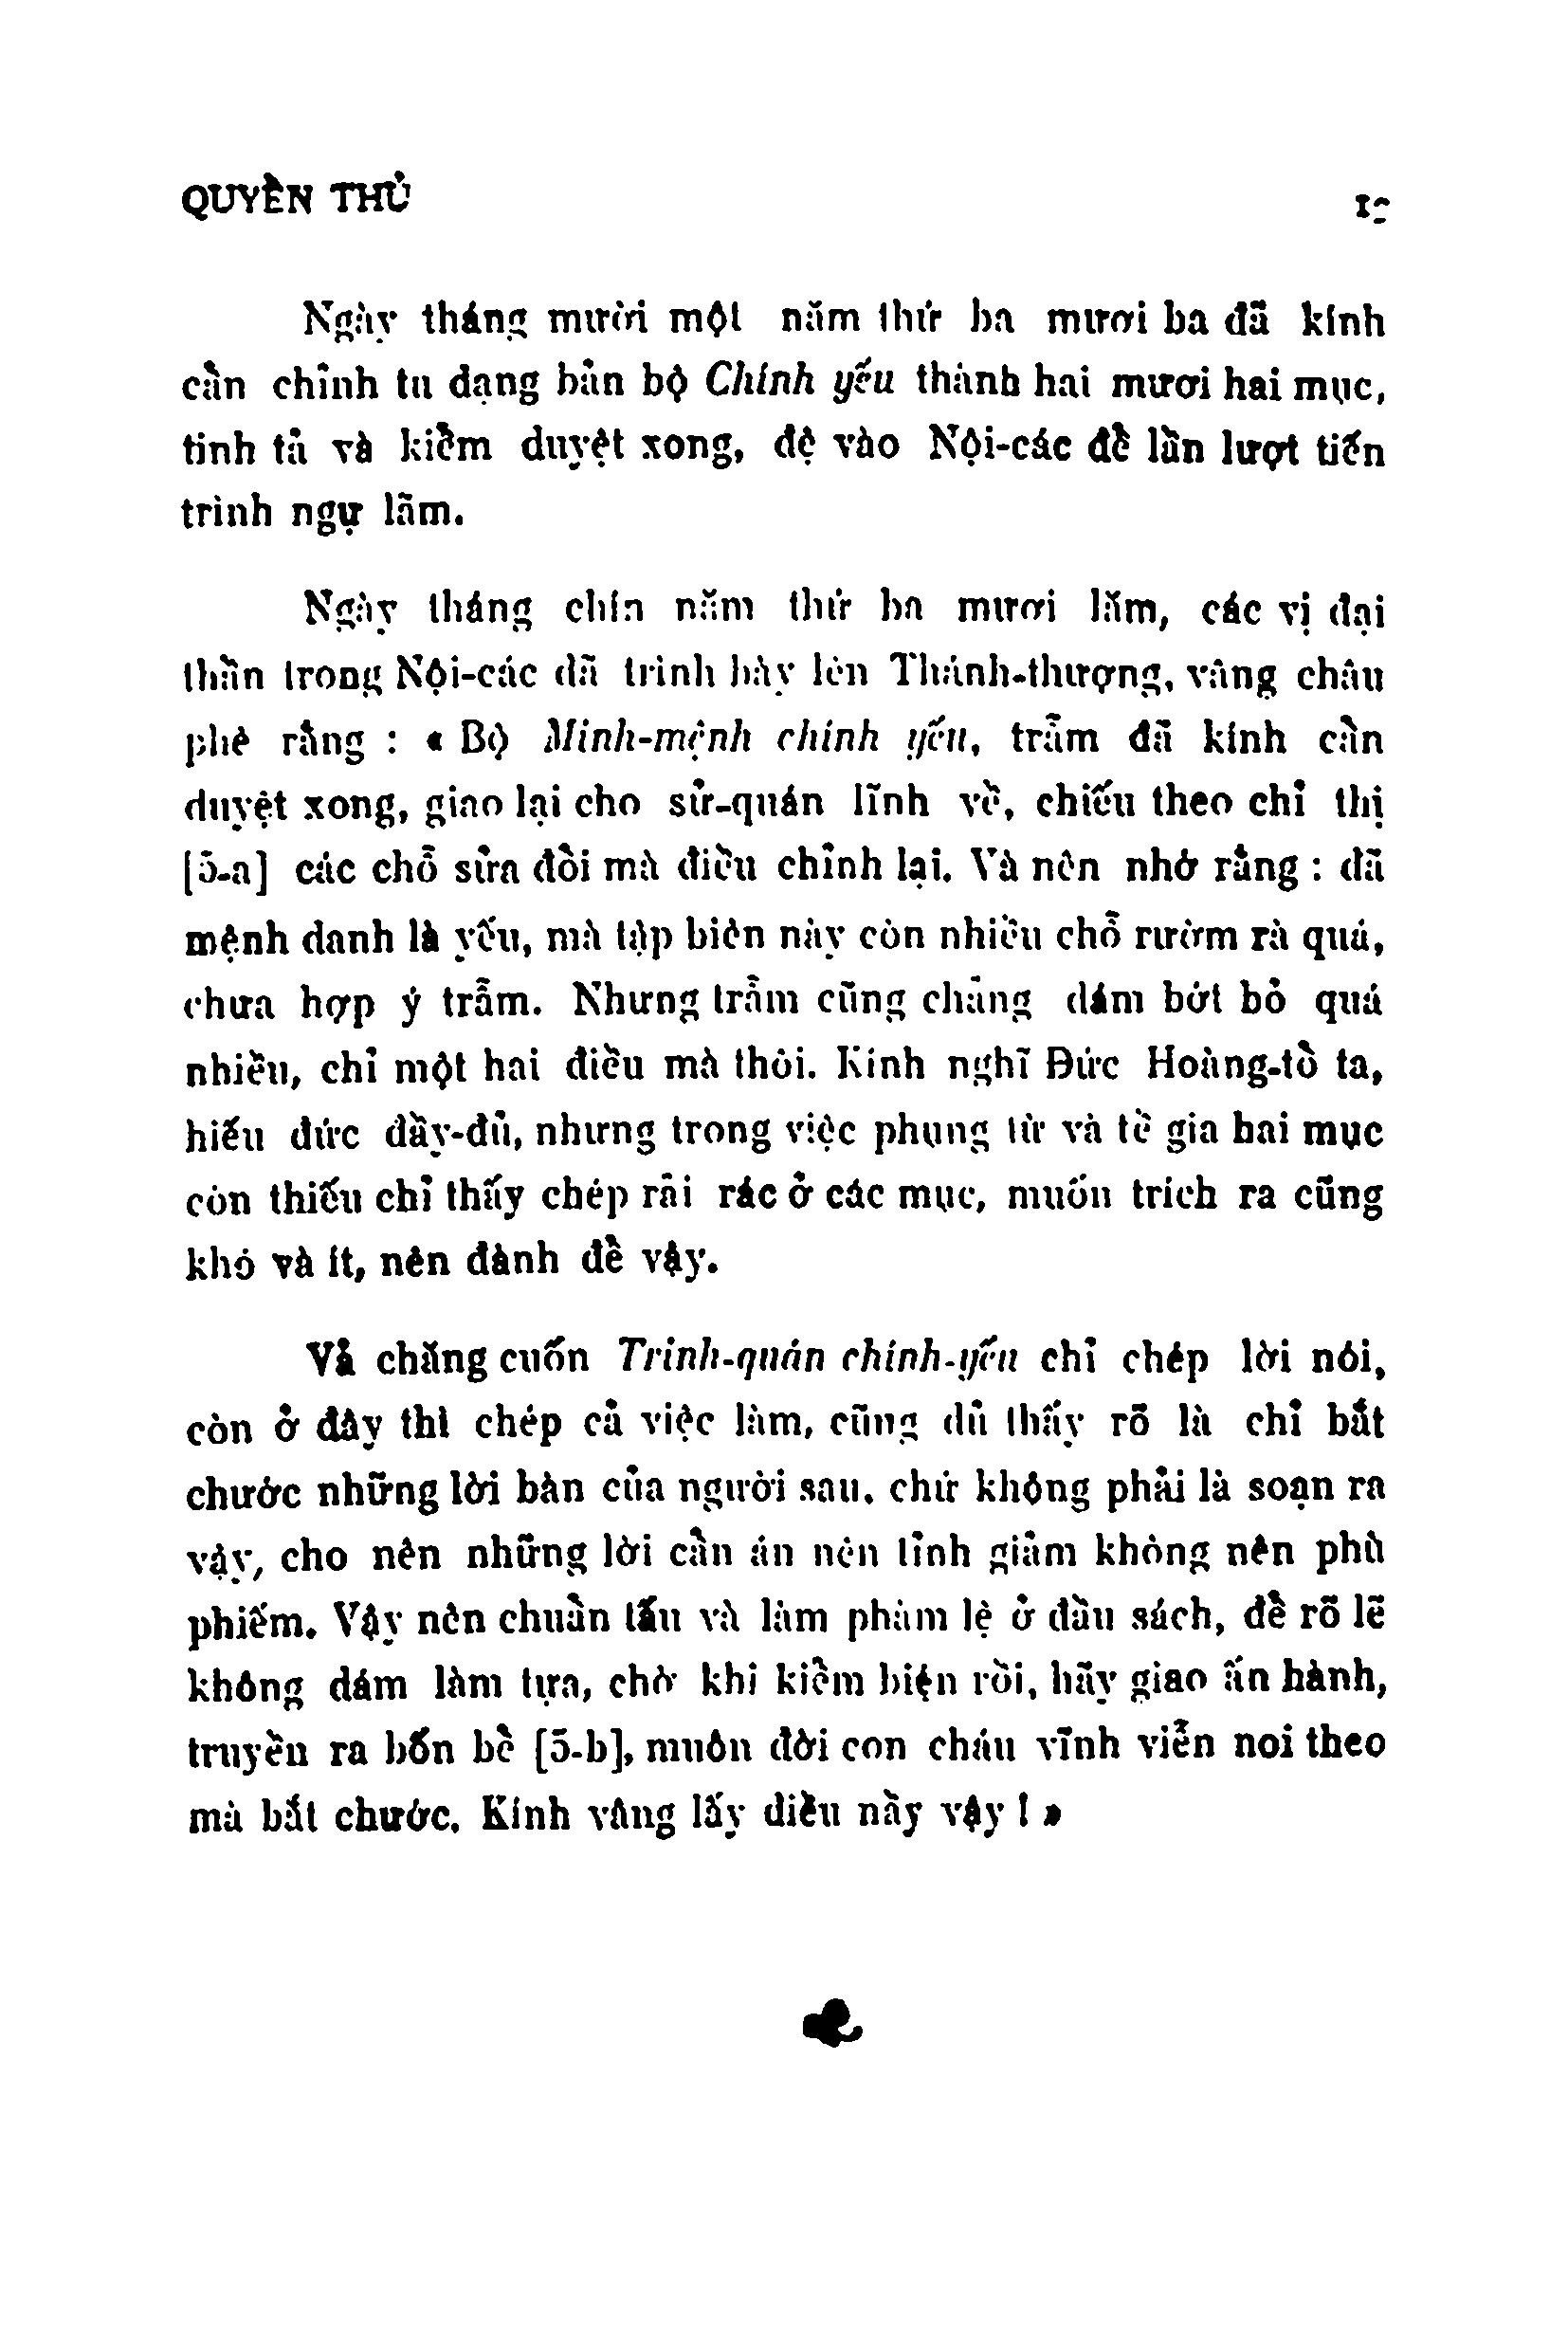 QUYỂN THỦ
Ngày tháng mười một năm thứ ba mươi ba đã kính
cẩn chỉnh tu dạng bản bộ Chính yếu thành hai mươi hai mục,
tinh tả và kiểm duyệt xong, đệ vào Nội-các để lần lượt tiến
trình ngự lãm.
Ngày tháng chín năm thứ ba mươi lăm, các vị đại
thần trong Nội-các đã trình bày lên Thánh-thượng, vâng châu
phê rằng : « Bộ Minh-mệnh chính yếu, trẫm đã kính cẩn
duyệt xong, giao lại cho sử-quán lĩnh về, chiếu theo chỉ thị
[5-a] các chỗ sửa đổi mà điều chỉnh lại. Và nên nhớ rằng : đã
mệnh danh là yếu, mà tập biên này còn nhiều chỗ rườm rà quá,
chưa hợp ý trẫm. Nhưng trẫm cũng chẳng dám bớt bỏ quá
nhiều, chỉ một hai điều mà thôi. Kính nghĩ Đức Hoàng-tổ ta,
hiếu đức đầy-đủ, nhưng trong việc phụng từ và tề gia hai mục
còn thiếu chỉ thấy chép rải rác ở các mục, muốn trích ra cũng
khó và ít, nên đành để vậy.
Vả chăng cuốn Trinh-quán chính-yếu chỉ chép lời nói,
còn ở đây thì chép cả việc làm, cũng đủ thấy rõ là chỉ bắt
chước những lời bàn của người sau, chứ không phải là soạn ra
vậy, cho nên những lời cẩn án nên tỉnh giảm không nên phù
phiếm. Vậy nên chuẩn tấu và làm phàm lệ ở đầu sách, để rõ lẽ
không dám làm tựa, chờ khi kiểm biện rồi, hãy giao ấn hành,
truyền ra bốn bề [5-b], muôn đời con cháu vĩnh viễn noi theo
mà bắt chước. Kính vâng lấy điều nầy vậy ! »